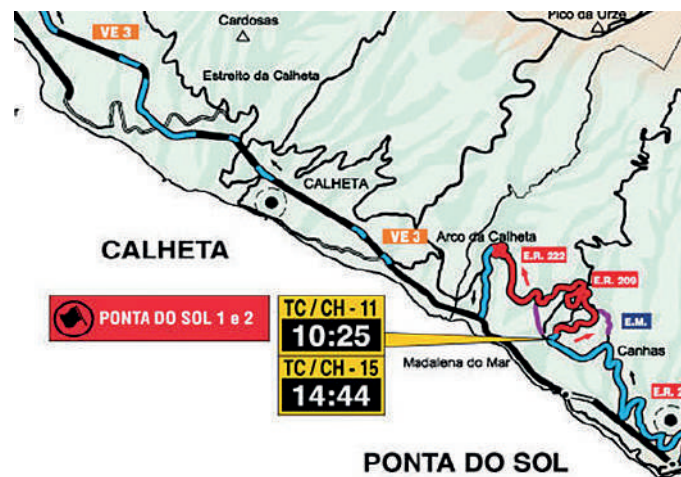 Cardosas
Pico da Urze
VE 3
Estreito da Calheta
CALHETA
CALHETA
VE 3
Arco da Calheta
E.R. 222
E.R. 209
PONTA DO SOL 1 e 2
TC / CH - 11
10:25
E.M.
Canhas
Madalena do Mar
TC / CH - 15
14:44
E.R. 2
PONTA DO SOL